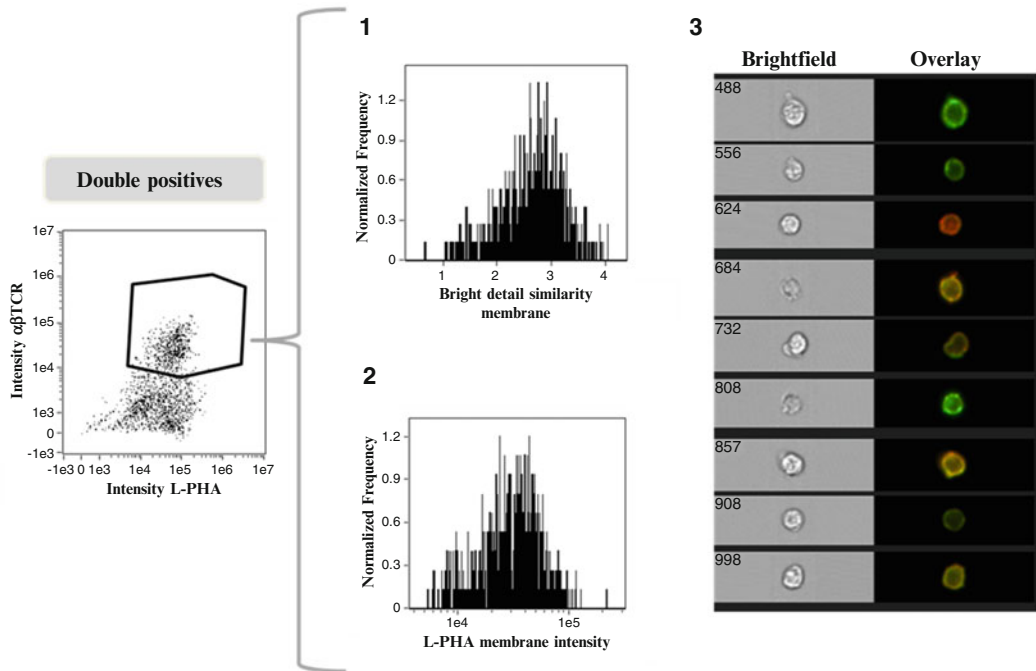 Double positives
1e7
1e6
1e5
1e4
1e3
0
-1e3
Intensity αβTCR
-1e3 0 1e3 1e4 1e5 1e6 1e7
Intensity L-PHA
1
1.2
0.9
0.6
0.3
0
Normalized Frequency
1 2 3 4
Bright detail similarity
membrane
2
1.2
0.9
0.6
0.3
0
Normalized Frequency
1e4 1e5
L-PHA membrane intensity
3
Brightfield Overlay
488
556
624
684
732
808
857
908
998